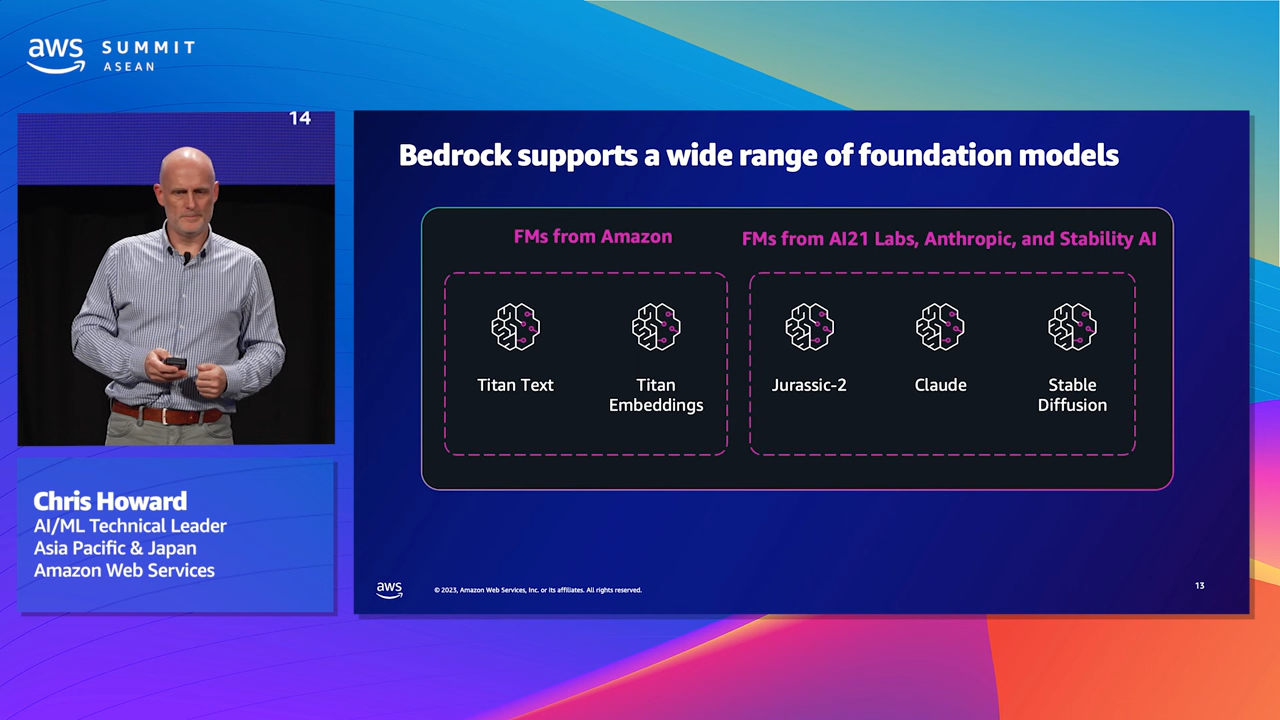 aws SUMMIT
ASEAN
14
Chris Howard
AI/ML Technical Leader
Asia Pacific & Japan
Amazon Web Services
Bedrock supports a wide range of foundation models
FMs from Amazon
Titan Text
Titan
Embeddings
FMs from AI21 Labs, Anthropic, and Stability AI
Jurassic-2
Claude
Stable
Diffusion
aws
© 2023, Amazon Web Services, Inc. or its affiliates. All rights reserved.
13